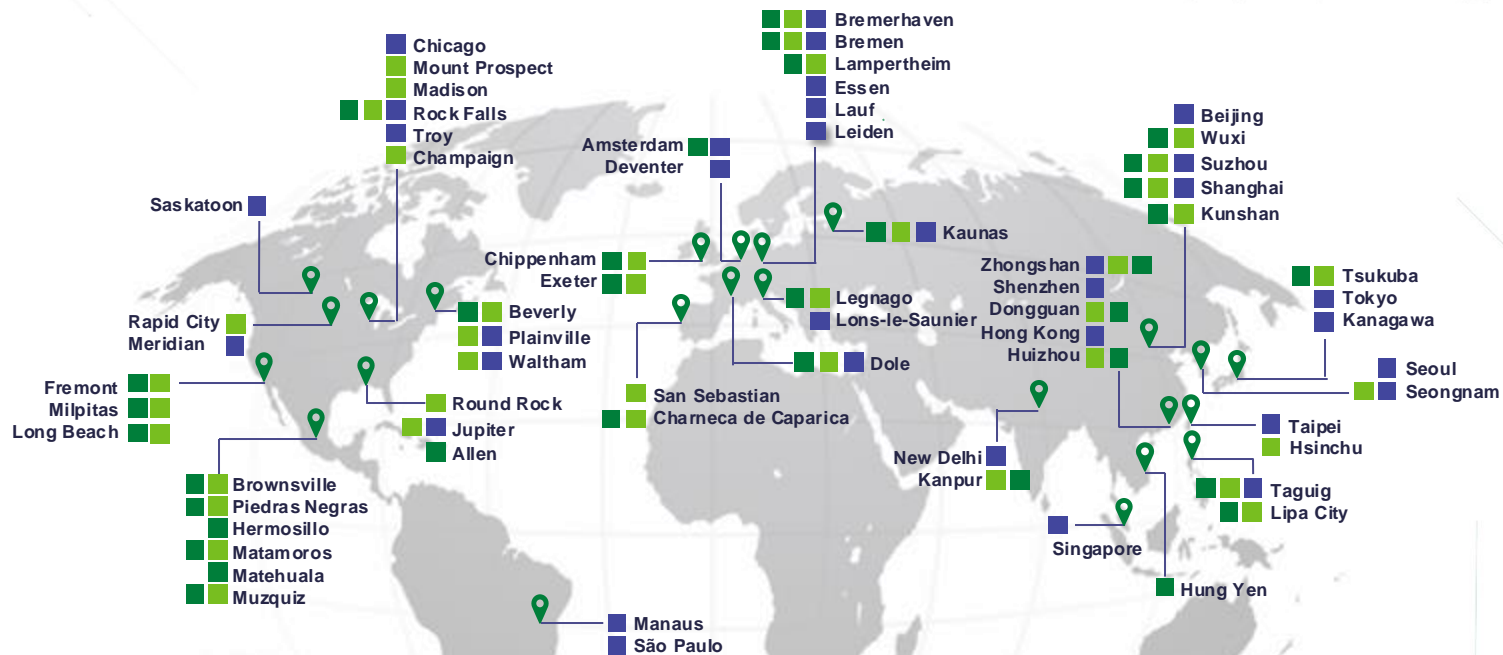 Chicago
Mount Prospect
Madison
Rock Falls
Troy
Champaign
Bremerhaven
Bremen
Lampertheim
Essen
Lauf
Leiden
Amsterdam
Deventer
Beijing
Wuxi
Suzhou
Shanghai
Kunshan
Saskatoon
Kaunas
Chippenham
Exeter
Zhongshan
Shenzhen
Dongguan
Hong Kong
Huizhou
Tsukuba
Tokyo
Kanagawa
Rapid City
Meridian
Beverly
Plainville
Waltham
Legnago
Lons-le-Saunier
Dole
Seoul
Seongnam
Fremont
Milpitas
Long Beach
Round Rock
Jupiter
Allen
San Sebastian
Charneca de Caparica
Taipei
Hsinchu
New Delhi
Kanpur
Taguig
Lipa City
Brownsville
Piedras Negras
Hermosillo
Matamoros
Matehuala
Muzquiz
Singapore
Hung Yen
Manaus
São Paulo